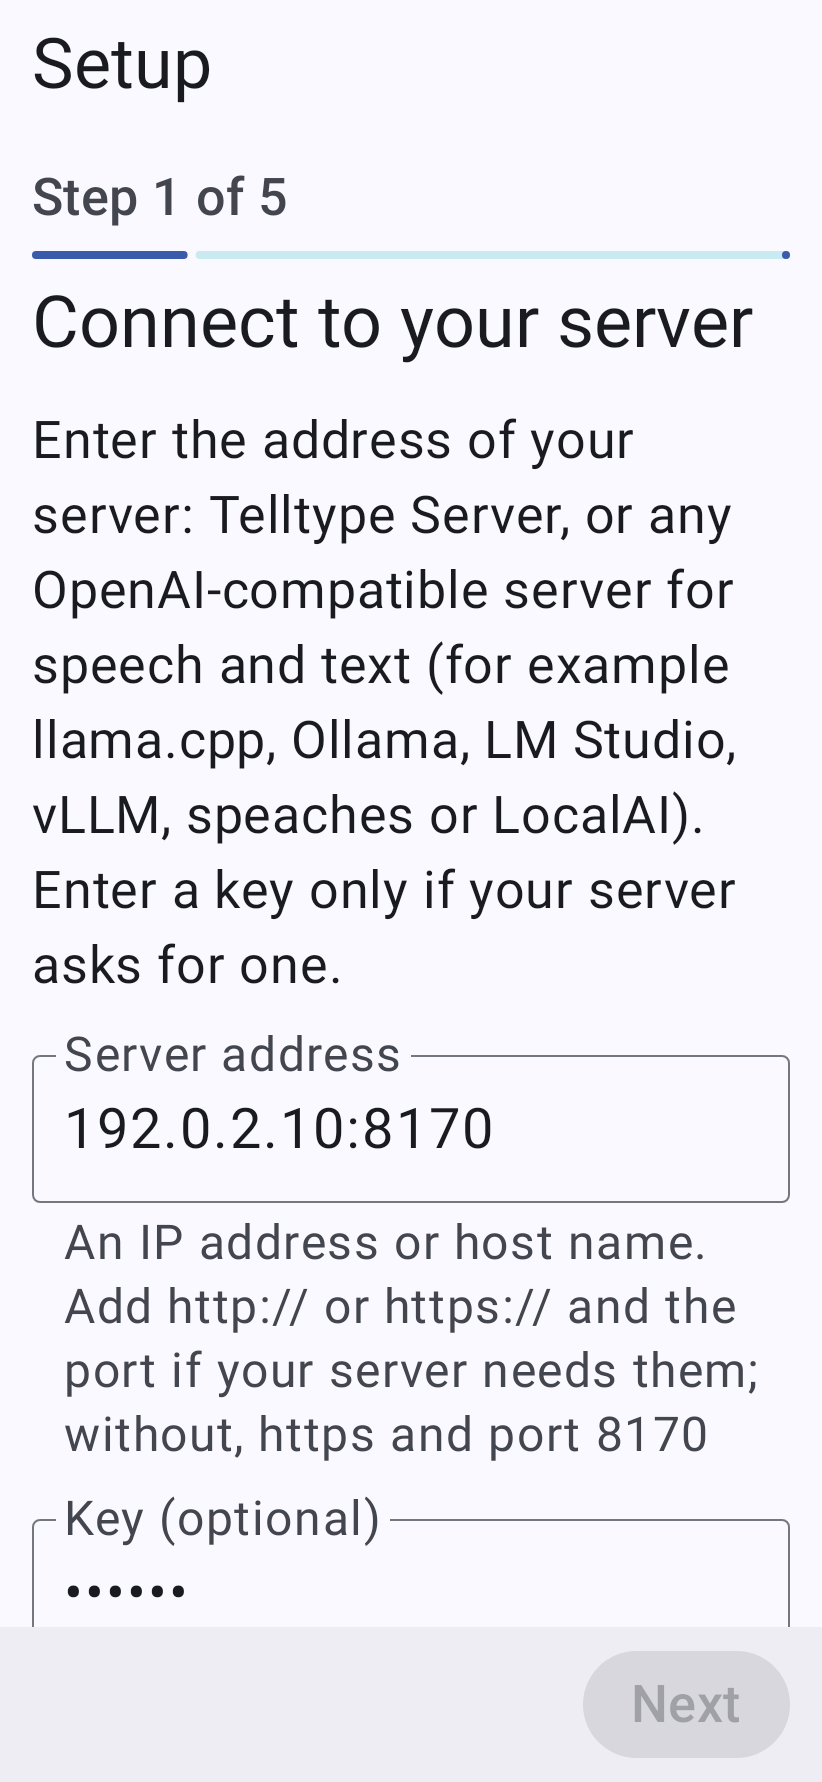 Setup
Step 1 of 5
Connect to your server
Enter the address of your
server: Telltype Server, or any
OpenAI-compatible server for
speech and text (for example
llama.cpp, Ollama, LM Studio,
vLLM, speaches or LocalAI).
Enter a key only if your server
asks for one.
Server address
192.0.2.10:8170
An IP address or host name.
Add http:// or https:// and the
port if your server needs them;
without, https and port 8170
Key (optional)
••••••
Next